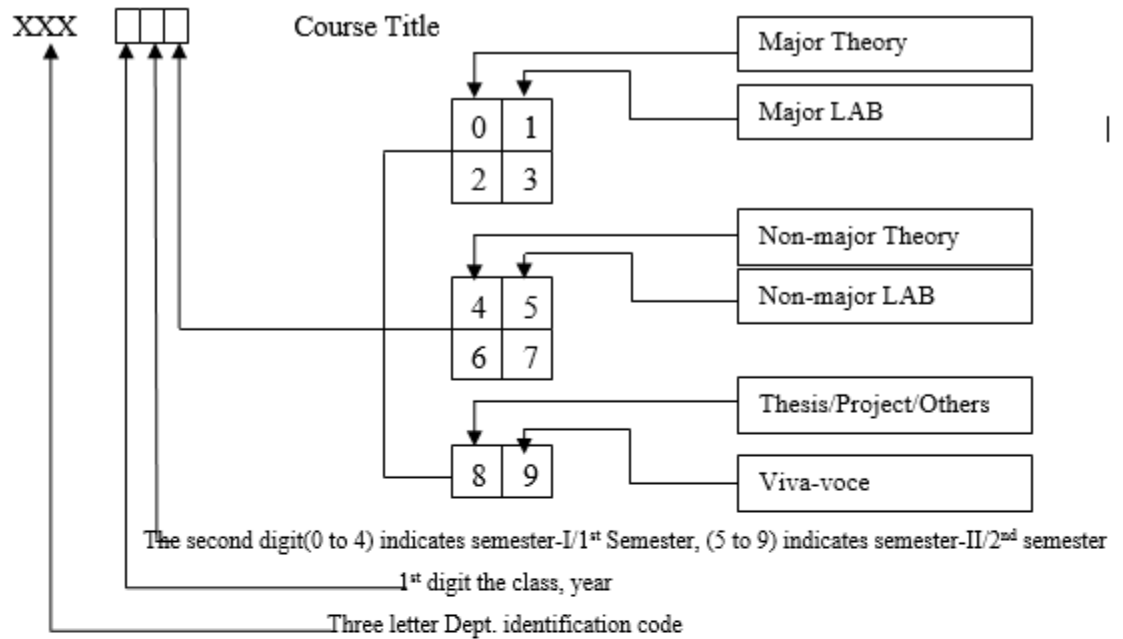 XXX Course Title
Major Theory
Major LAB
0 1
2 3
Non-major Theory
Non-major LAB
4 5
6 7
Thesis/Project/Others
8 9
Viva-voce
The second digit(0 to 4) indicates semester-I/1st Semester, (5 to 9) indicates semester-II/2nd semester
1st digit the class, year
Three letter Dept. identification code